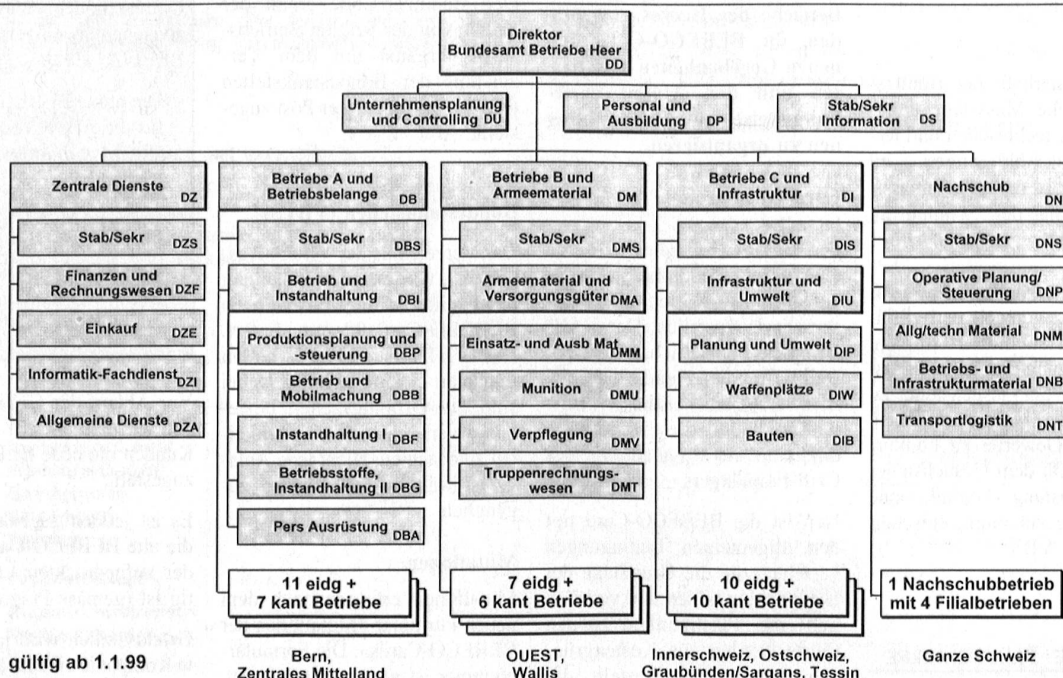 Direktor
Bundesamt Betriebe Heer
DD
Unternehmensplanung
und Controlling DU
Personal und
Ausbildung DP
Stab/Sekr
Information DS
Zentrale Dienste
DZ
Betriebe A und
Betriebsbelange
DB
Betriebe B und
Armeematerial
DM
Betriebe C und
Infrastruktur
DI
Nachschub
DN
Stab/Sekr DZS
Finanzen und
Rechnungswesen DZF
Einkauf DZE
Informatik-Fachdienst DZI
Allgemeine Dienste DZA
Stab/Sekr DBS
Betrieb und
Instandhaltung DBI
Produktionsplanung und
-steuerung DBP
Betrieb und
Mobilmachung DBB
Instandhaltung I DBF
Betriebsstoffe,
Instandhaltung II DBG
Pers Ausrüstung DBA
11 eidg +
7 kant Betriebe
Bern,
Zentrales Mittelland
Stab/Sekr DMS
Armeematerial und
Versorgungsgüter DMA
Einsatz- und Ausb Mat DMM
Munition DMU
Verpflegung DMV
Truppenrechnungs-
wesen DMT
7 eidg +
6 kant Betriebe
OUEST,
Wallis
Stab/Sekr DIS
Infrastruktur und
Umwelt DIU
Planung und Umwelt DIP
Waffenplätze DIW
Bauten DIB
10 eidg +
10 kant Betriebe
Innerschweiz, Ostschweiz,
Graubünden/Sargans, Tessin
Stab/Sekr DNS
Operative Planung/
Steuerung DNP
Allg/techn Material DNM
Betriebs- und
Infrastrukturmaterial DNB
Transportlogistik DNT
1 Nachschubbetrieb
mit 4 Filialbetrieben
Ganze Schweiz
gültig ab 1.1.99